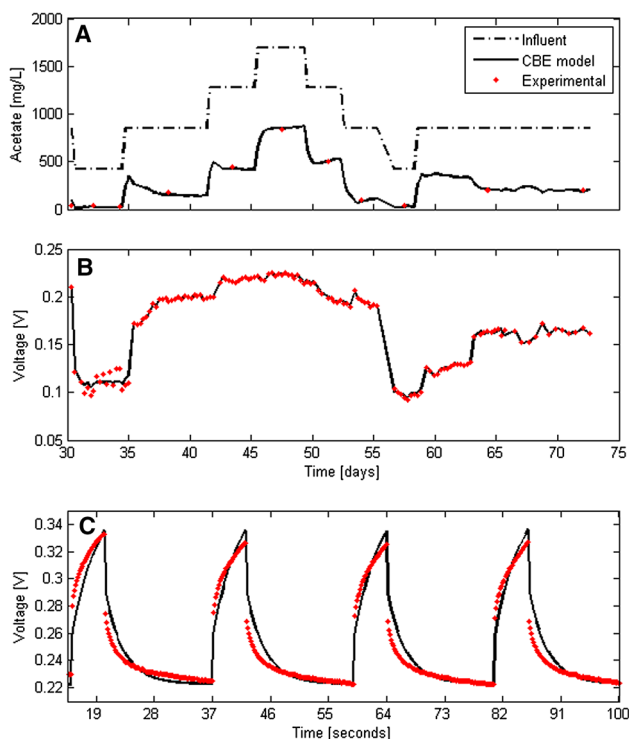 A
Acetate [mg/L]
2000
1500
1000
500
0
Influent
CBE model
Experimental
B
Voltage [V]
0.25
0.2
0.15
0.1
0.05
30 35 40 45 50 55 60 65 70 75
Time [days]
C
Voltage [V]
0.34
0.32
0.30
0.28
0.26
0.24
0.22
19 28 37 46 55 64 73 82 91 100
Time [seconds]